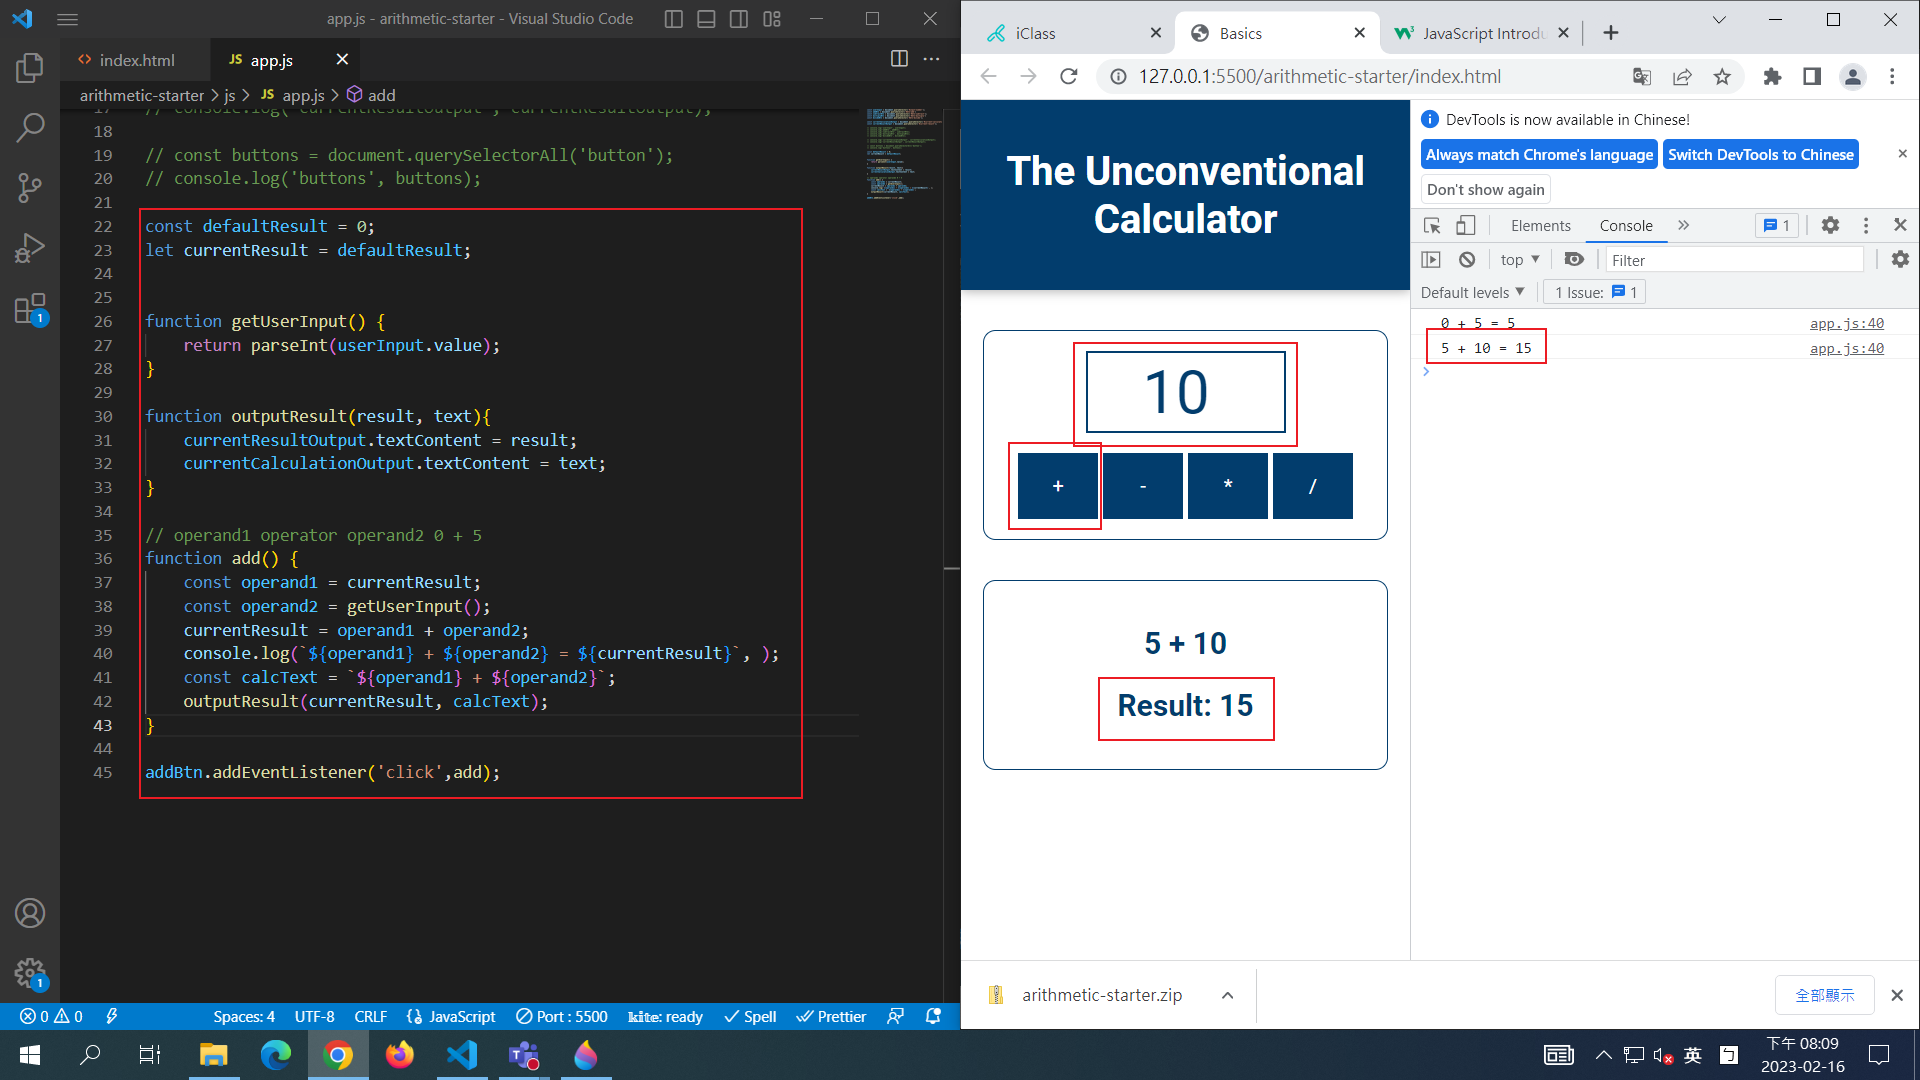 app.js - arithmetic-starter - Visual Studio Code
index.html
JS app.js
arithmetic-starter > js > JS app.js > add
17 // console.log('currentResultOutput', currentResultOutput);
18
19 // const buttons = document.querySelectorAll('button');
20 // console.log('buttons', buttons);
21
22 const defaultResult = 0;
23 let currentResult = defaultResult;
24
25
26 function getUserInput() {
27 return parseInt(userInput.value);
28 }
29
30 function outputResult(result, text){
31 currentResultOutput.textContent = result;
32 currentCalculationOutput.textContent = text;
33 }
34
35 // operand1 operator operand2 0 + 5
36 function add() {
37 const operand1 = currentResult;
38 const operand2 = getUserInput();
39 currentResult = operand1 + operand2;
40 console.log(`${operand1} + ${operand2} = ${currentResult}`, );
41 const calcText = `${operand1} + ${operand2}`;
42 outputResult(currentResult, calcText);
43 }
44
45 addBtn.addEventListener('click',add);
1
1
0 0
Spaces: 4
UTF-8
CRLF
JavaScript
Port : 5500
kite: ready
Spell
Prettier
iClass
Basics
JavaScript Introdu
127.0.0.1:5500/arithmetic-starter/index.html
The Unconventional
Calculator
10
+ - * /
5 + 10
Result: 15
DevTools is now available in Chinese!
Always match Chrome's language
Switch DevTools to Chinese
Don't show again
Elements
Console
1
top
Filter
Default levels
1 Issue: 1
0 + 5 = 5 app.js:40
5 + 10 = 15 app.js:40
arithmetic-starter.zip
全部顯示
英
ㄅ
下午 08:09
2023-02-16